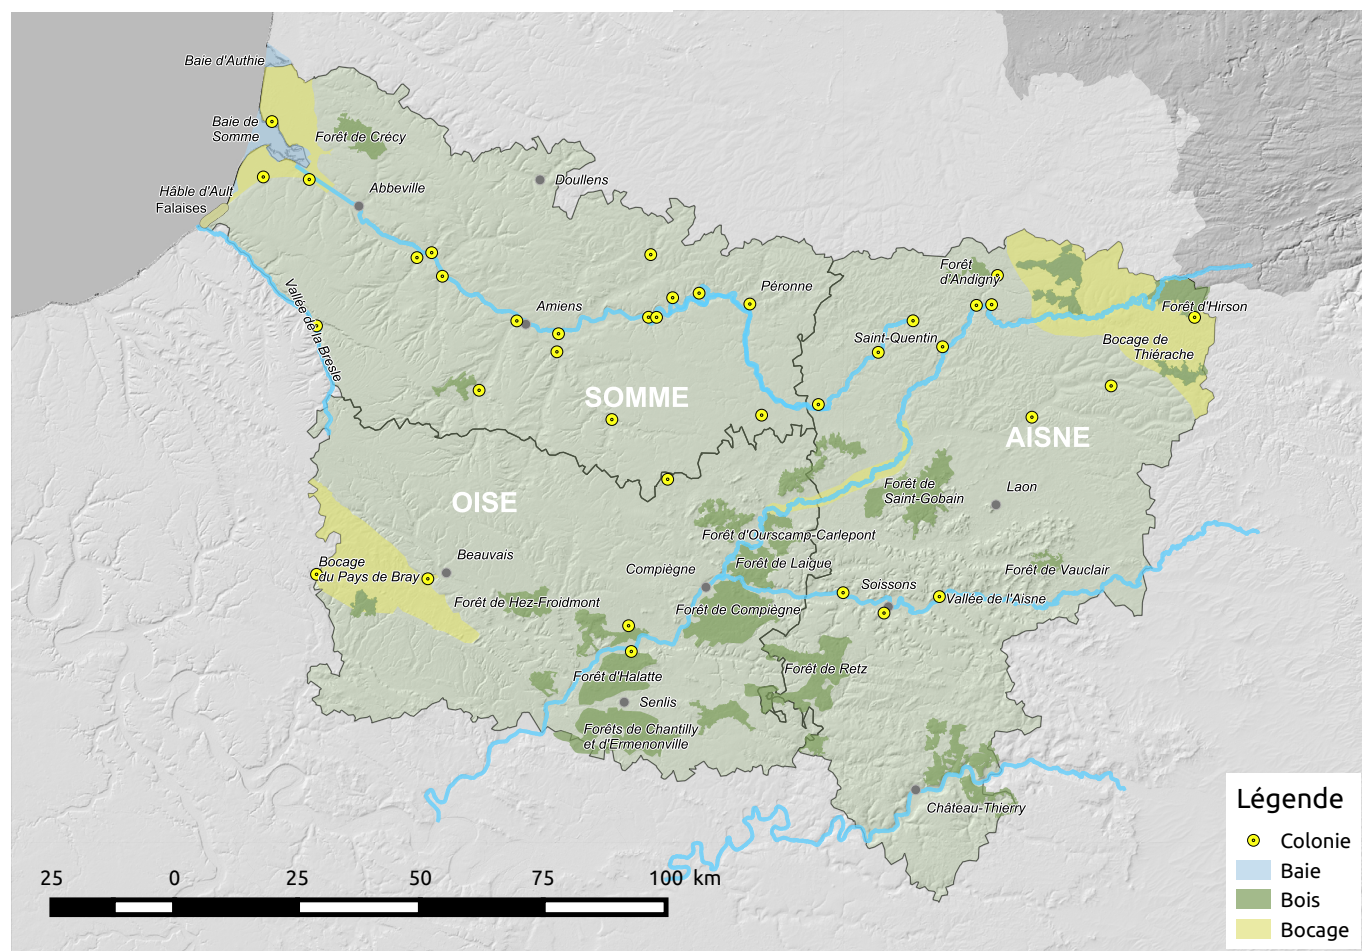 Baie d'Authie
Baie de
Somme
Forêt de Crécy
Abbeville
Doullens
Hâble d'Ault
Falaises
Vallée de la Bresle
Amiens
Péronne
Forêt
d'Andigny
Forêt d'Hirson
Saint-Quentin
Bocage de
Thiérache
SOMME
AISNE
OISE
Forêt de
Saint-Gobain
Laon
Forêt d'Ourscamp-Carlepont
Beauvais
Bocage
du Pays de Bray
Compiègne
Forêt de Laigue
Soissons
Forêt de Vauclair
Vallée de l'Aisne
Forêt de Hez-Froidmont
Forêt de Compiègne
Forêt d'Halatte
Forêt de Retz
Senlis
Forêts de Chantilly
et d'Ermenonville
Château-Thierry
Légende
Colonie
Baie
Bois
Bocage
25 0 25 50 75 100 km